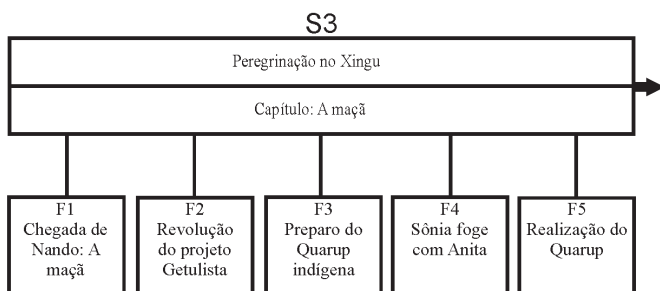 S3
Peregrinação no Xingu
Capítulo: A maçã
F1
Chegada de
Nando: A
maçã
F2
Revolução
do projeto
Getulista
F3
Preparo do
Quarup
indígena
F4
Sônia foge
com Anita
F5
Realização do
Quarup